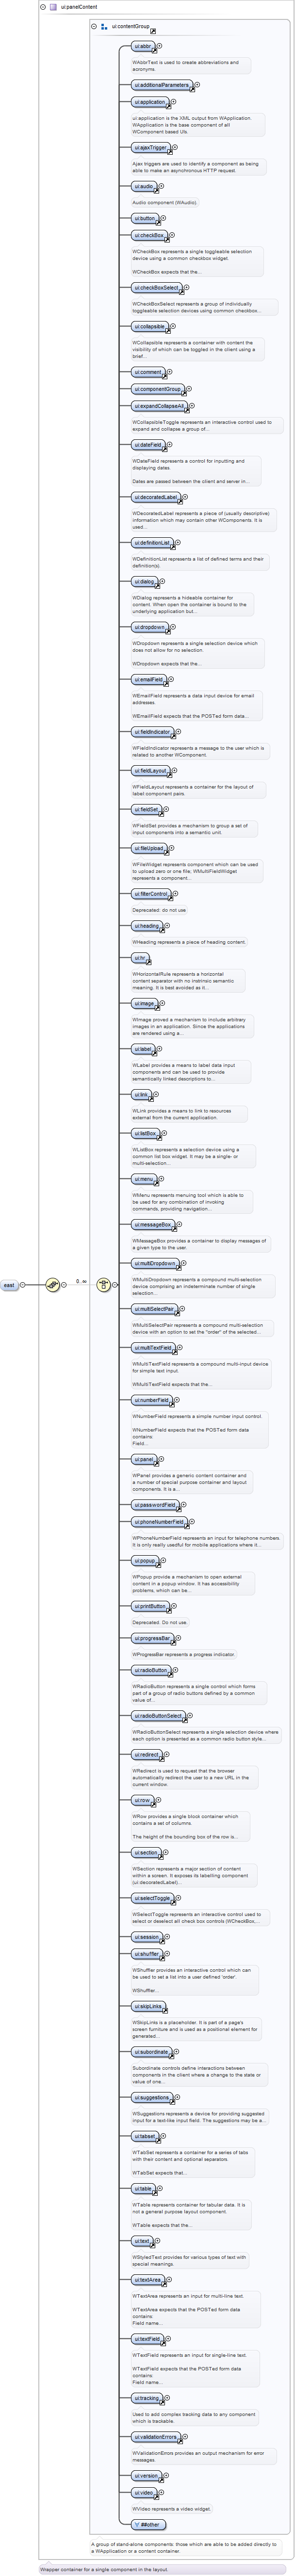 ui:panelContent
ui:contentGroup
ui:abbr
WAbbrText is used to create abbreviations and
acronyms.
ui:additionalParameters
ui:application
ui:application is the XML output from WApplication.
WApplication is the base component of all
WComponent based UIs.
ui:ajaxTrigger
Ajax triggers are used to identify a component as being
able to make an asynchronous HTTP request.
ui:audio
Audio component (WAudio).
ui:button
ui:checkBox
WCheckBox represents a single toggleable selection
device using a common checkbox widget.
WCheckBox expects that the...
ui:checkBoxSelect
WCheckBoxSelect represents a group of individually
toggleable selection devices using common checkbox...
ui:collapsible
WCollapsible represents a container with content the
visibility of which can be toggled in the client using a
brief...
ui:comment
ui:componentGroup
ui:expandCollapseAll
WCollapsibleToggle represents an interactive control used to
expand and collapse a group of...
ui:dateField
WDateField represents a control for inputting and
displaying dates.
Dates are passed between the client and server in...
ui:decoratedLabel
WDecoratedLabel represents a piece of (usually descriptive)
information which may contain other WComponents. It is
used...
ui:definitionList
WDefinitionList represents a list of defined terms and their
definition(s).
ui:dialog
WDialog represents a hideable container for
content. When open the container is bound to the
underlying application but...
ui:dropdown
WDropdown represents a single selection device which
does not allow for no selection.
WDropdown expects that the...
ui:emailField
WEmailField represents a data input device for email
addresses.
WEmailField expects that the POSTed form data...
ui:fieldIndicator
WFieldIndicator represents a message to the user which is
related to another WComponent.
ui:fieldLayout
WFieldLayout represents a container for the layout of
label:component pairs.
ui:fieldSet
WFieldSet provides a mechanism to group a set of
input components into a semantic unit.
ui:fileUpload
WFileWidget represents component which can be used
to upload zero or one file; WMultiFileWidget
represents a component...
ui:filterControl
Deprecated: do not use
ui:heading
WHeading represents a piece of heading content.
ui:hr
WHorizontalRule represents a horizontal
content separator with no instrinsic semantic
meaning. It is best avoided as it...
ui:image
WImage proved a mechanism to include arbitrary
images in an application. Since the applications
are rendered using a...
ui:label
WLabel provides a means to label data input
components and can be used to provide
semantically linked descriptors to...
ui:link
WLink provides a means to link to resources
external from the current application.
ui:listBox
WListBox represents a selection device using a
common list box widget. It may be a single- or
multi-selection...
ui:menu
WMenu represents menuing tool which is able to be
used for any combination of invoking
commands, providing navigation...
ui:messageBox
WMessageBox provides a container to display messages of
a given type to the user.
ui:multiDropdown
WMultiDropdown represents a compound multi-selection
device comprising an indeterminate number of single
selection...
ui:multiSelectPair
WMultiSelectPair represents a compound multi-selection
device with an option to set the "order" of the selected...
ui:multiTextField
WMultiTextField represents a compound multi-input device
for simple text input.
WMultiTextField expects that the...
ui:numberField
WNumberField represents a simple number input control.
WNumberField expects that the POSTed form data
contains:
Field...
ui:panel
WPanel provides a generic content container and
a number of special purpose container and layout
components. It is a...
ui:passwordField
ui:phoneNumberField
WPhoneNumberField represents an input for telephone numbers.
It is only really useful for mobile applications where it...
ui:popup
WPopup provide a mechanism to open external
content in a popup window. It has accessibility
problems, which can be...
ui:printButton
Deprecated. Do not use.
ui:progressBar
WProgressBar represents a progress indicator.
ui:radioButton
WRadioButton represents a single control which forms
part of a group of radio buttons defined by a common
value of...
ui:radioButtonSelect
WRadioButtonSelect represents a single selection device where
each option is presented as a common radio button style...
ui:redirect
WRedirect is used to request that the browser
automatically redirect the user to a new URL in the
current window.
ui:row
WRow provides a single block container which
contains a set of columns.
The height of the bounding box of the row is...
ui:section
WSection represents a major section of content
within a screen. It exposes its labelling component
(ui:decoratedLabel)...
ui:selectToggle
WSelectToggle represents an interactive control used to
select or deselect all check box controls (WCheckBox,...
ui:session
ui:shuffler
WShuffler provides an interactive control which can
be used to set a list into a user defined 'order'.
WShuffler...
ui:skipLinks
WSkipLinks is a placeholder. It is part of a page's
screen furniture and is used as a positional element for
generated...
ui:subordinate
Subordinate controls define interactions between
components in the client where a change to the state or
value of one...
ui:suggestions
WSuggestions represents a device for providing suggested
input for a text-like input field. The suggestions may be a...
ui:tabset
WTabSet represents a container for a series of tabs
with their content and optional separators.
WTabSet expects that...
east
0..∞
ui:table
WTable represents container for tabular data. It is
not a general purpose layout component.
WTable expects that the...
ui:text
WStyledText provides for various types of text with
special meanings.
ui:textArea
WTextArea represents an input for multi-line text.
WTextArea expects that the POSTed form data
contains:
Field name...
ui:textField
WTextField represents an input for single-line text.
WTextField expects that the POSTed form data
contains:
Field name...
ui:tracking
Used to add complex tracking data to any component
which is trackable.
ui:validationErrors
WValidationErrors provides an output mechanism for error
messages.
ui:version
ui:video
WVideo represents a video widget.
##other
A group of stand-alone components: those which are able to be added directly
to a WApplication or a content container.
Wrapper container for a single component in the layout.